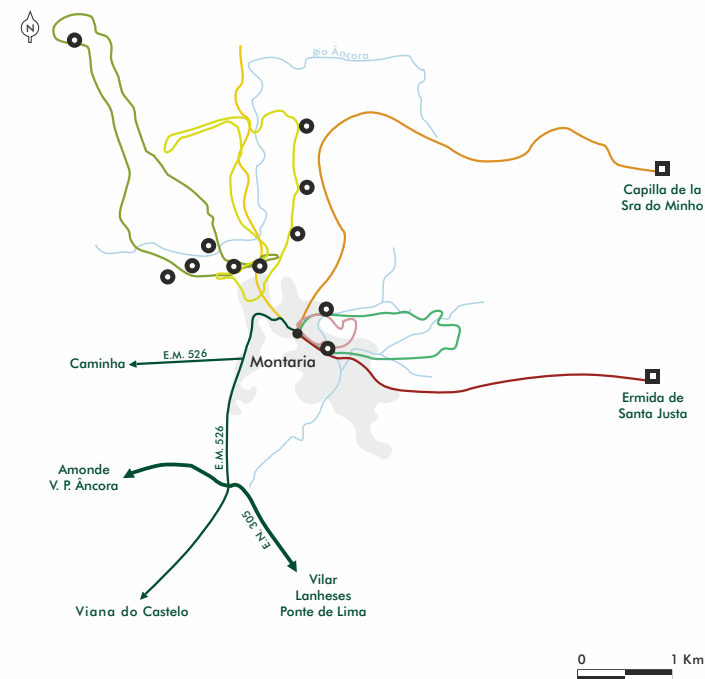 N
Rio Âncora
Capilla de la
Sra do Minho
E.M. 526
Caminha
Montaria
Ermida de
Santa Justa
E.M. 526
Amonde
V. P. Âncora
E.N. 305
Vilar
Lanheses
Ponte de Lima
Viana do Castelo
0 1 Km